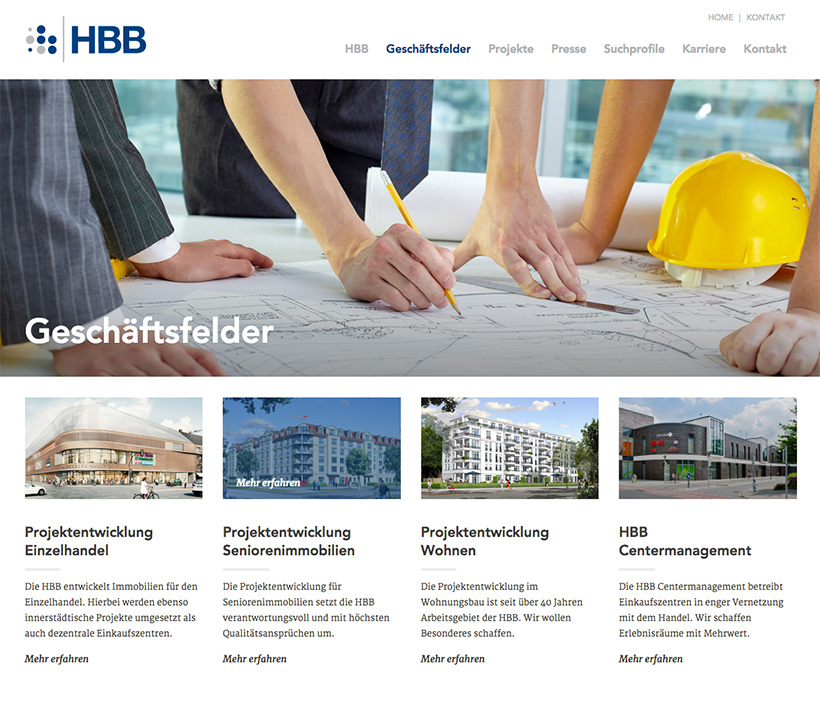 HOME | KONTAKT
HBB
HBB Geschäftsfelder Projekte Presse Suchprofile Karriere Kontakt
Geschäftsfelder
Mehr erfahren
Projektentwicklung
Einzelhandel
Die HBB entwickelt Immobilien für den
Einzelhandel. Hierbei werden ebenso
innerstädtische Projekte umgesetzt als
auch dezentrale Einkaufszentren.
Mehr erfahren
Projektentwicklung
Seniorenimmobilien
Die Projektentwicklung für
Seniorenimmobilien setzt die HBB
verantwortungsvoll und mit höchsten
Qualitätsansprüchen um.
Mehr erfahren
Projektentwicklung
Wohnen
Die Projektentwicklung im
Wohnungsbau ist seit über 40 Jahren
Arbeitsgebiet der HBB. Wir wollen
Besonderes schaffen.
Mehr erfahren
HBB
Centermanagement
Die HBB Centermanagement betreibt
Einkaufszentren in enger Vernetzung
mit dem Handel. Wir schaffen
Erlebnisräume mit Mehrwert.
Mehr erfahren